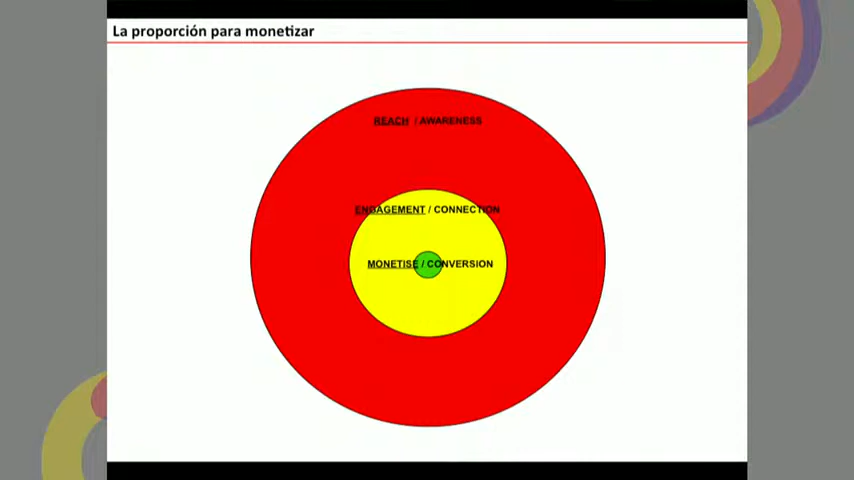 La proporción para monetizar
REACH / AWARENESS
ENGAGEMENT / CONNECTION
MONETISE / CONVERSION